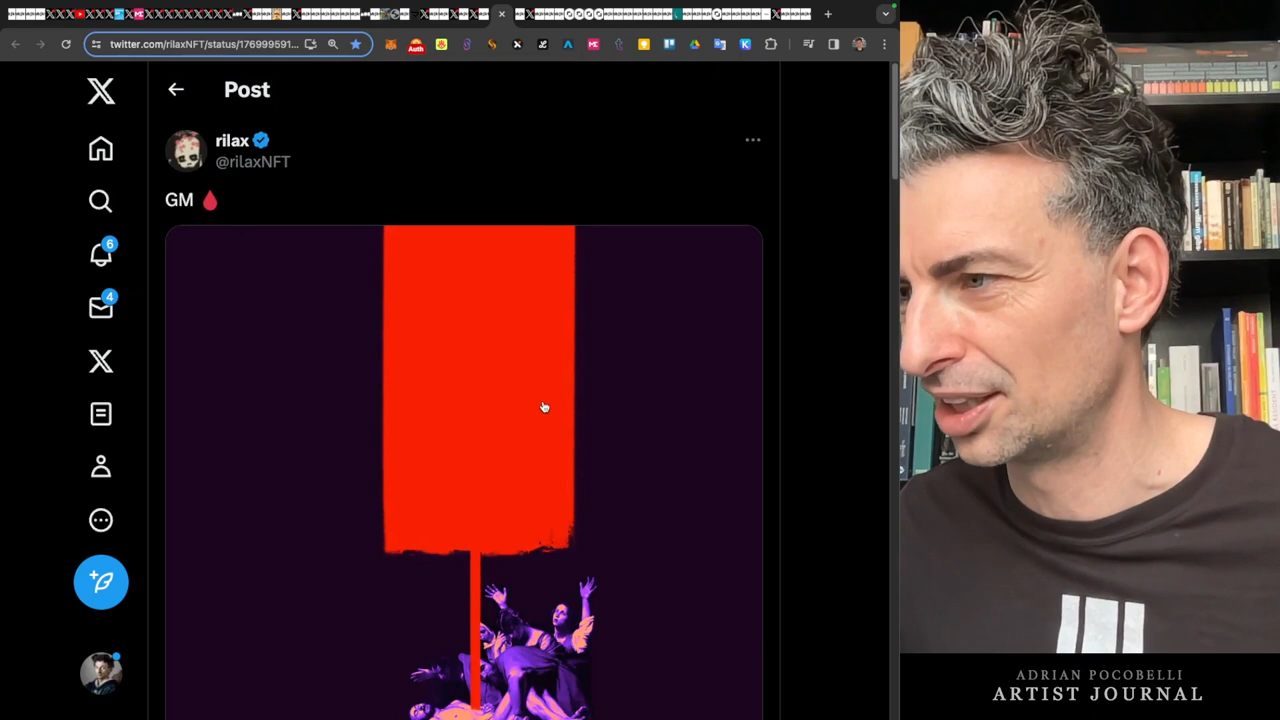 twitter.com/rilaxNFT/status/176999591...
Auth
Post
rilax
@rilaxNFT
GM
6
4
ADRIAN POCOBELLI
ARTIST JOURNAL